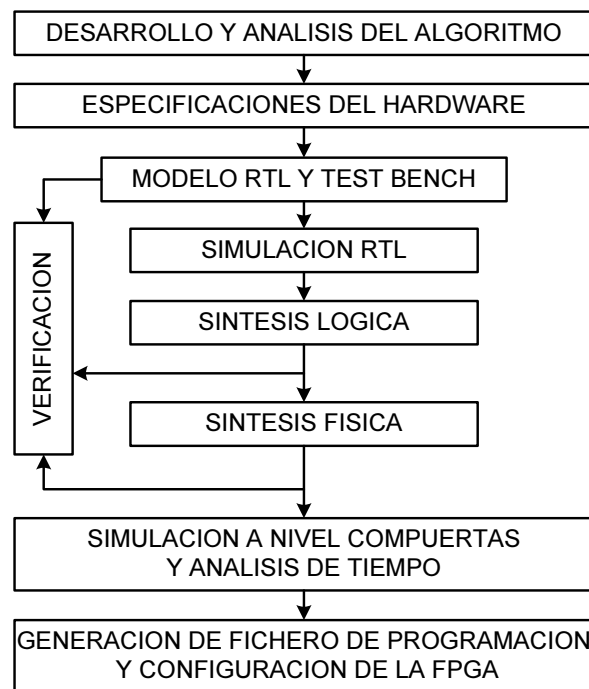 DESARROLLO Y ANALISIS DEL ALGORITMO
ESPECIFICACIONES DEL HARDWARE
MODELO RTL Y TEST BENCH
VERIFICACION
SIMULACION RTL
SINTESIS LOGICA
SINTESIS FISICA
SIMULACION A NIVEL COMPUERTAS
Y ANALISIS DE TIEMPO
GENERACION DE FICHERO DE PROGRAMACION
Y CONFIGURACION DE LA FPGA